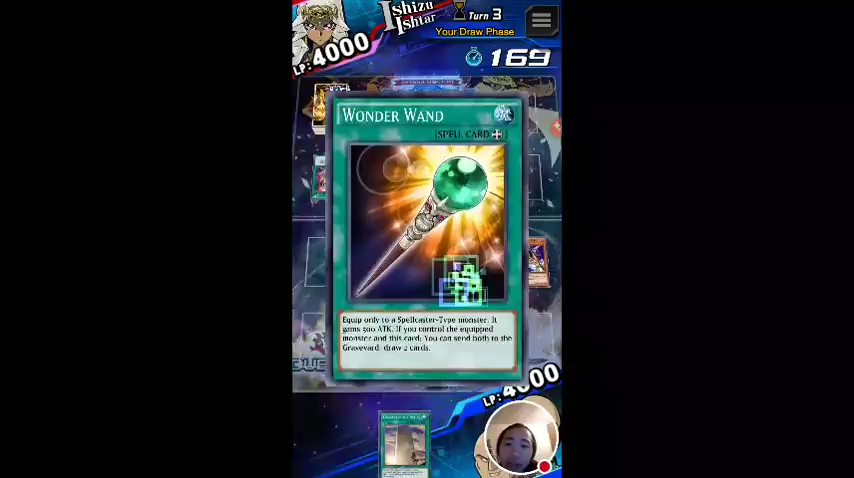 Ishizu
Ishtar
Turn 3
Your Draw Phase
LP: 4000
169
WONDER WAND
[SPELL CARD ]
Equip only to a Spellcaster-Type monster. It
gains 500 ATK. If you control the equipped
monster and this card: You can send both to the
Graveyard; draw 2 cards.
LP: 4000